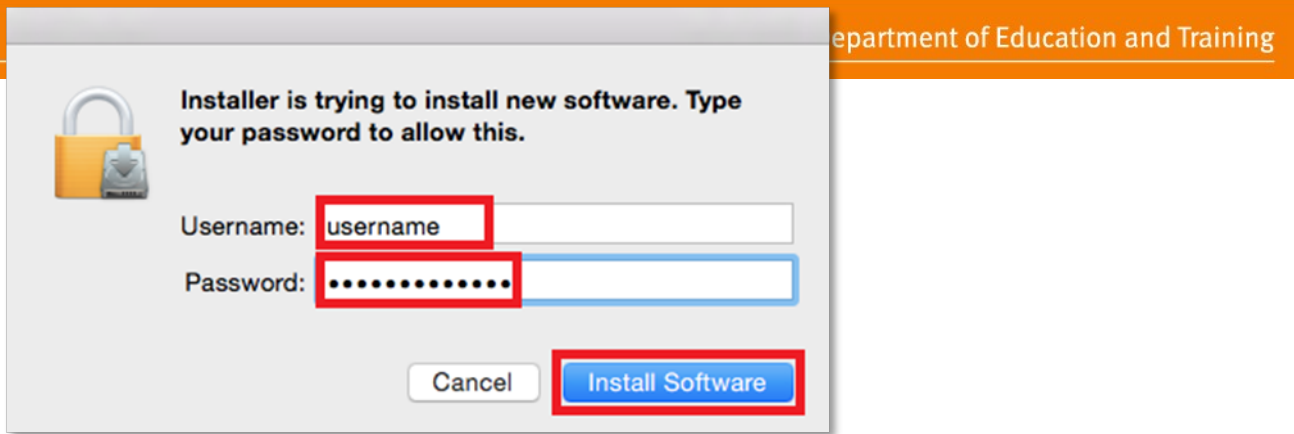 epartment of Education and Training
Installer is trying to install new software. Type
your password to allow this.
Username: username
Password: •••••••••••••
Cancel Install Software